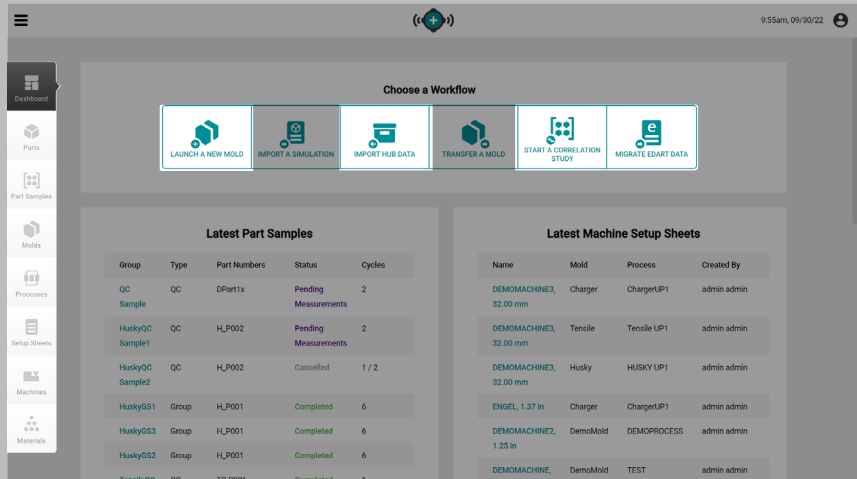 9:55am, 09/30/22
Dashboard
Parts
Part Samples
Molds
Processes
Setup Sheets
Machines
Materials
Choose a Workflow
LAUNCH A NEW MOLD
IMPORT A SIMULATION
IMPORT HUB DATA
TRANSFER A MOLD
START A CORRELATION
STUDY
e
MIGRATE EDART DATA
Latest Part Samples
Group Type Part Numbers Status Cycles
QC QC DPart1x Pending 2
Sample Measurements
HuskyQC QC H_P002 Pending 2
Sample1 Measurements
HuskyQC QC H_P002 Cancelled 1 / 2
Sample2
HuskyGS1 Group H_P001 Completed 6
HuskyGS3 Group H_P001 Completed 6
HuskyGS2 Group H_P001 Completed 6
Latest Machine Setup Sheets
Name Mold Process Created By
DEMOMACHINE3, Charger ChargerUP1 admin admin
32.00 mm
DEMOMACHINE3, Tensile Tensile UP1 admin admin
32.00 mm
DEMOMACHINE3, Husky HUSKY UP1 admin admin
32.00 mm
ENGEL, 1.37 in Charger ChargerUP1 admin admin
DEMOMACHINE2, DemoMold DEMOPROCESS admin admin
1.25 in
DEMOMACHINE, DemoMold TEST admin admin